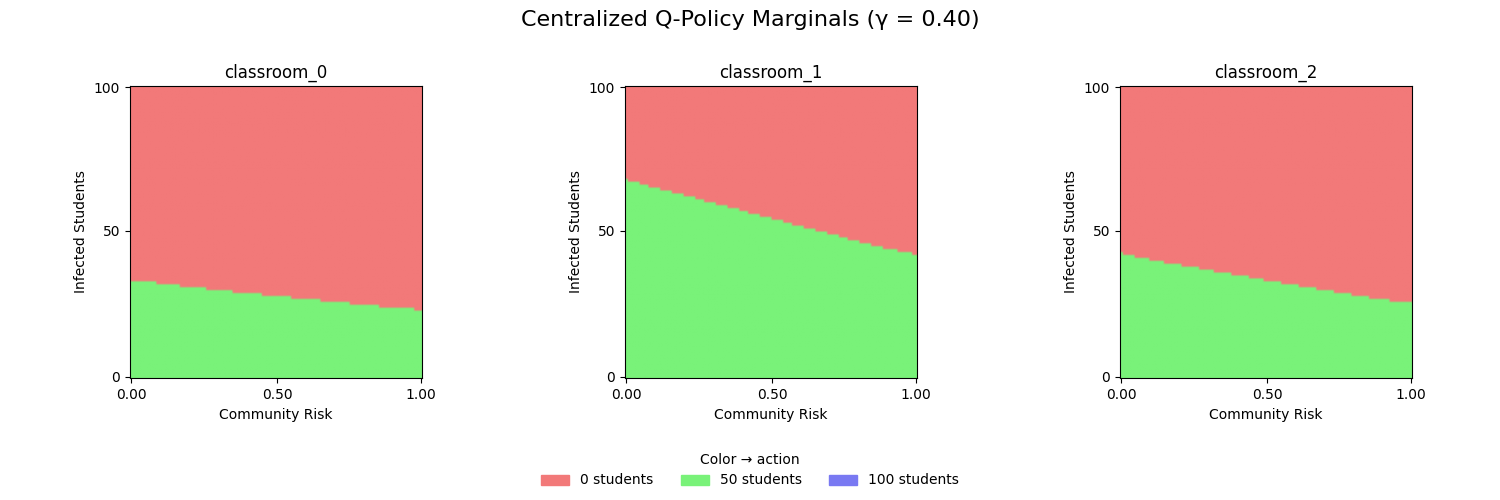 Centralized Q-Policy Marginals (γ = 0.40)
classroom_0
100
50
0
Infected Students
0.00 0.50 1.00
Community Risk
classroom_1
100
50
0
Infected Students
0.00 0.50 1.00
Community Risk
classroom_2
100
50
0
Infected Students
0.00 0.50 1.00
Community Risk
Color → action
0 students 50 students 100 students